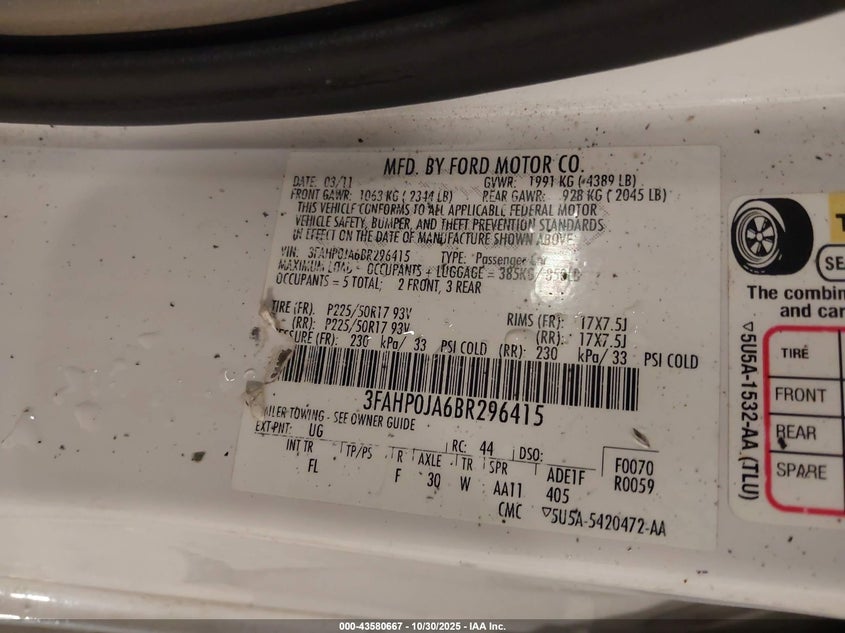 MFD. BY FORD MOTOR CO.
DATE: 03/11 GVWR: 1991 KG (4389 LB)
FRONT GAWR: 1063 KG (2344 LB) REAR GAWR: 928 KG (2045 LB)
THIS VEHICLE CONFORMS TO ALL APPLICABLE FEDERAL MOTOR
VEHICLE SAFETY, BUMPER, AND THEFT PREVENTION STANDARDS
IN EFFECT ON THE DATE OF MANUFACTURE SHOWN ABOVE.
VIN: 3FAHP0JA6BR296415 TYPE: Passenger Car
MAXIMUM LOAD = OCCUPANTS + LUGGAGE = 385KG/850LB
OCCUPANTS = 5 TOTAL; 2 FRONT, 3 REAR
TIRE (FR): P225/50R17 93V RIMS (FR): 17X7.5J
(RR): P225/50R17 93V (RR): 17X7.5J
(FR): 230 kPa/ 33 PSI COLD (RR): 230 kPa/ 33 PSI COLD
3FAHP0JA6BR296415
TOWING - SEE OWNER GUIDE
EXT PNT: UG RC: 44 DSO:
INT TR TP/PS R AXLE TR SPR ADE1F F0070
FL F 30 W AA11 405 R0059
CMC ▽5U5A-5420472-AA
The
and
TIRE
FRONT
REAR
SPARE
▽5U5A-1532-AA (TLU)
000-43580667 • 10/30/2025 - IAA Inc.